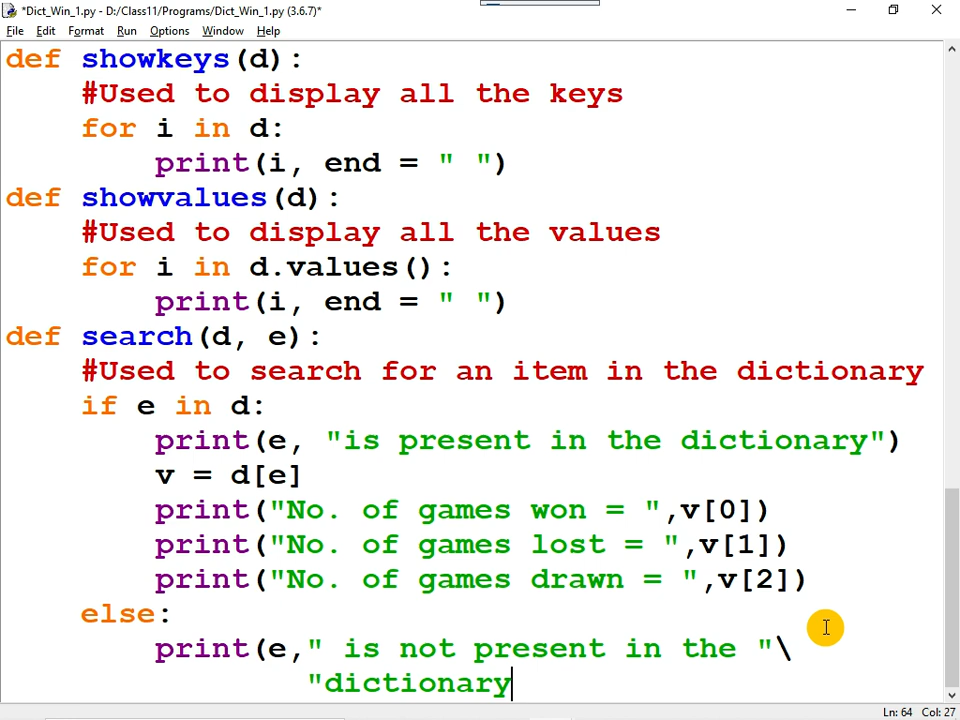 *Dict_Win_1.py - D:/Class11/Programs/Dict_Win_1.py (3.6.7)*
File Edit Format Run Options Window Help
def showkeys(d):
    #Used to display all the keys
    for i in d:
        print(i, end = " ")
def showvalues(d):
    #Used to display all the values
    for i in d.values():
        print(i, end = " ")
def search(d, e):
    #Used to search for an item in the dictionary
    if e in d:
        print(e, "is present in the dictionary")
        v = d[e]
        print("No. of games won = ",v[0])
        print("No. of games lost = ",v[1])
        print("No. of games drawn = ",v[2])
    else:
        print(e," is not present in the "\
                "dictionary
Ln: 64 Col: 27